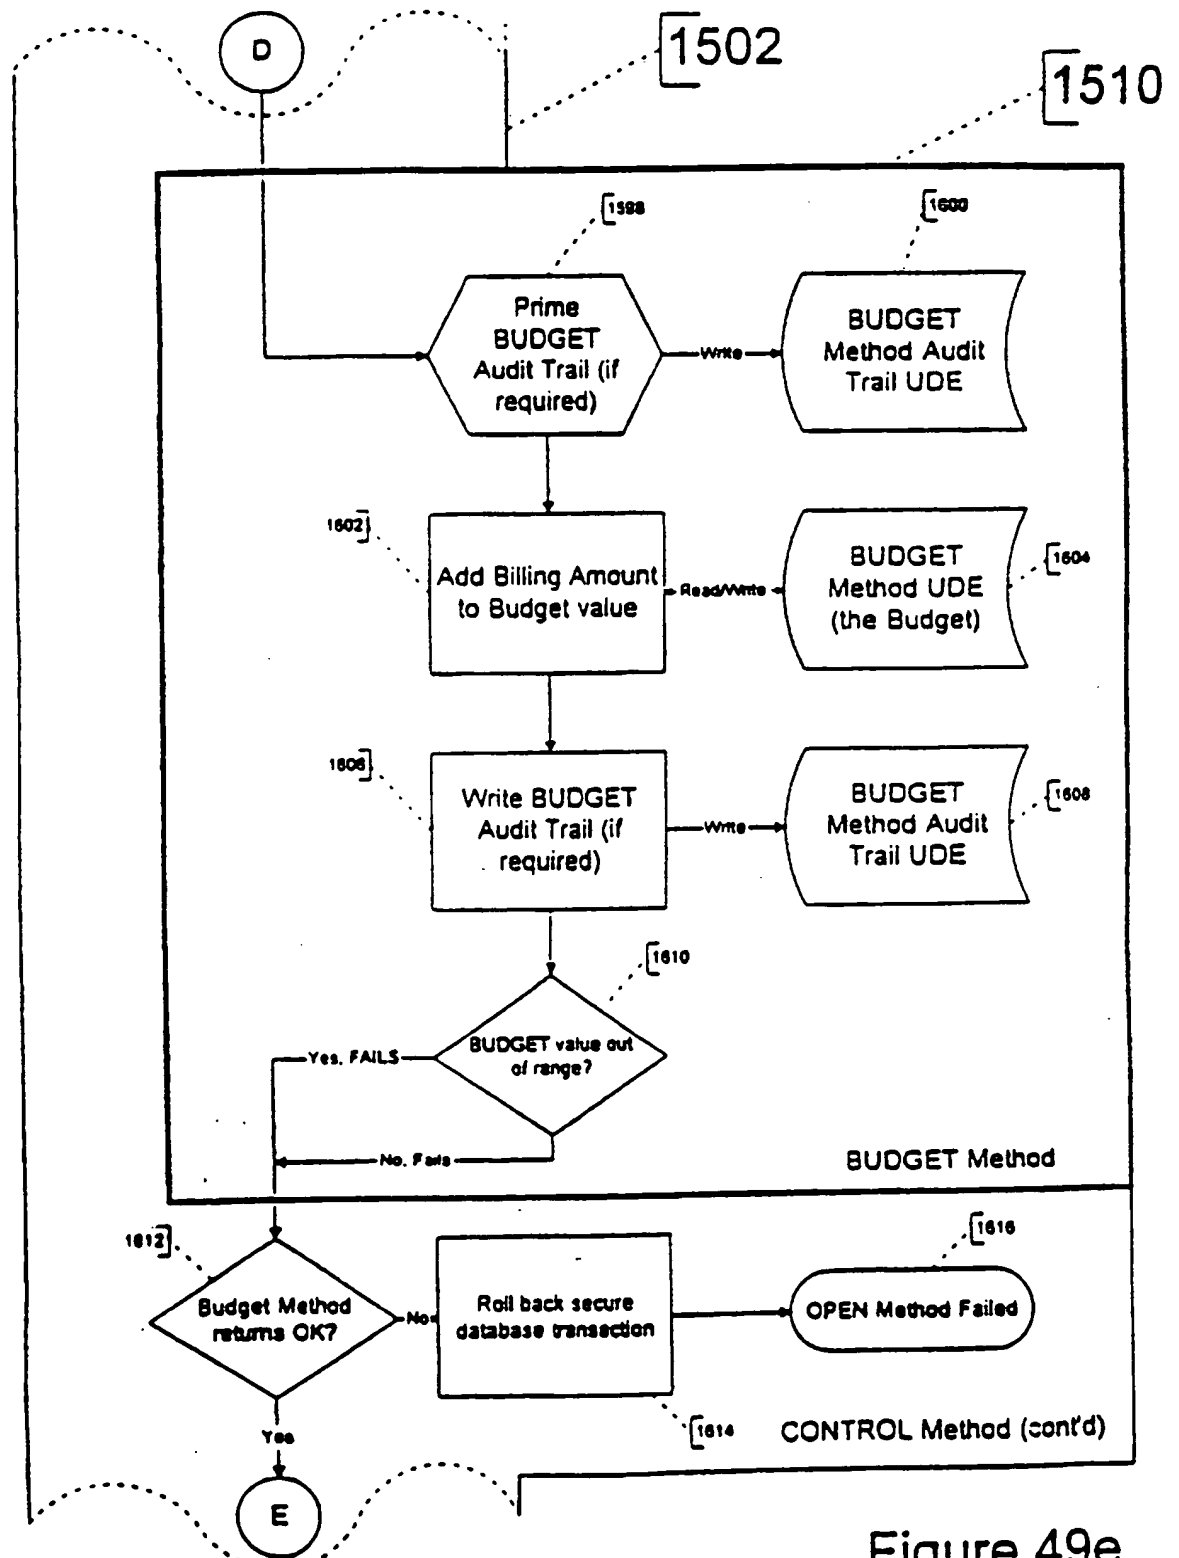 D
1502
1510
1598
1600
Prime
BUDGET
Audit Trail (if
required)
Write
BUDGET
Method Audit
Trail UDE
1602
Add Billing Amount
to Budget value
Read/Write
BUDGET
Method UDE
(the Budget)
1604
1606
Write BUDGET
Audit Trail (if
required)
Write
BUDGET
Method Audit
Trail UDE
1608
1610
BUDGET value out
of range?
Yes, FAILS
No, Fails
BUDGET Method
1612
Budget Method
returns OK?
No
Roll back secure
database transaction
1616
OPEN Method Failed
1614
CONTROL Method (cont'd)
Yes
E
Figure 49e